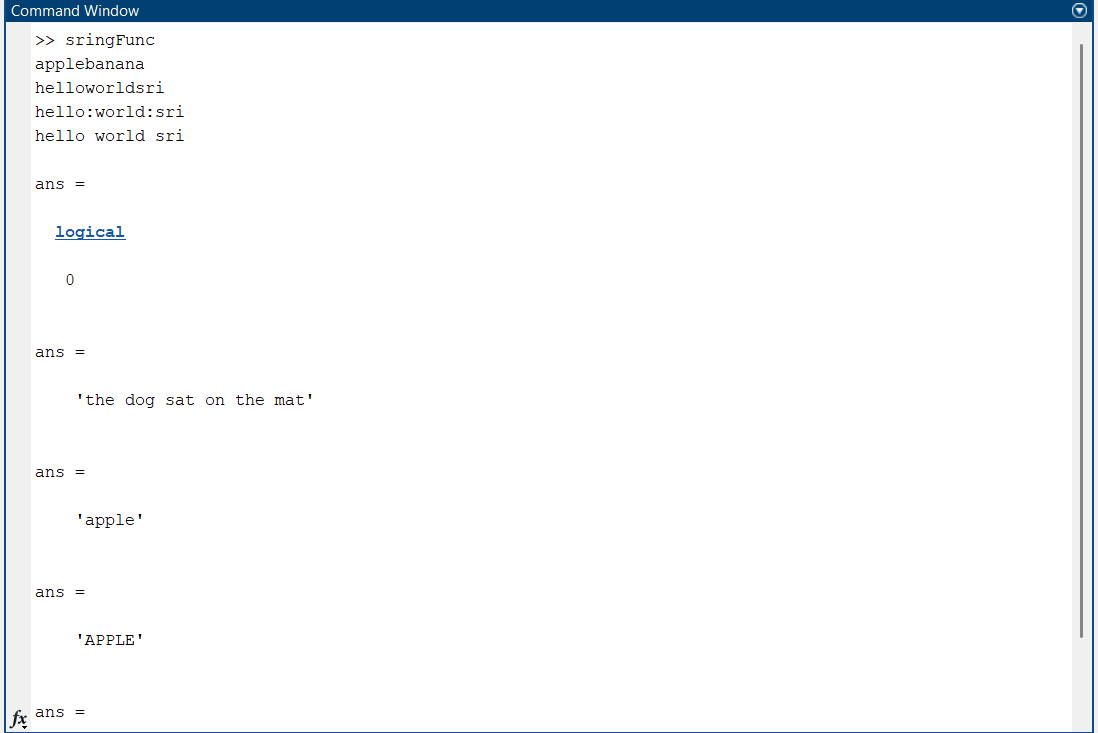 Command Window
>> sringFunc
applebanana
helloworldsri
hello:world:sri
hello world sri
ans =
logical
0
ans =
'the dog sat on the mat'
ans =
'apple'
ans =
'APPLE'
fx ans =